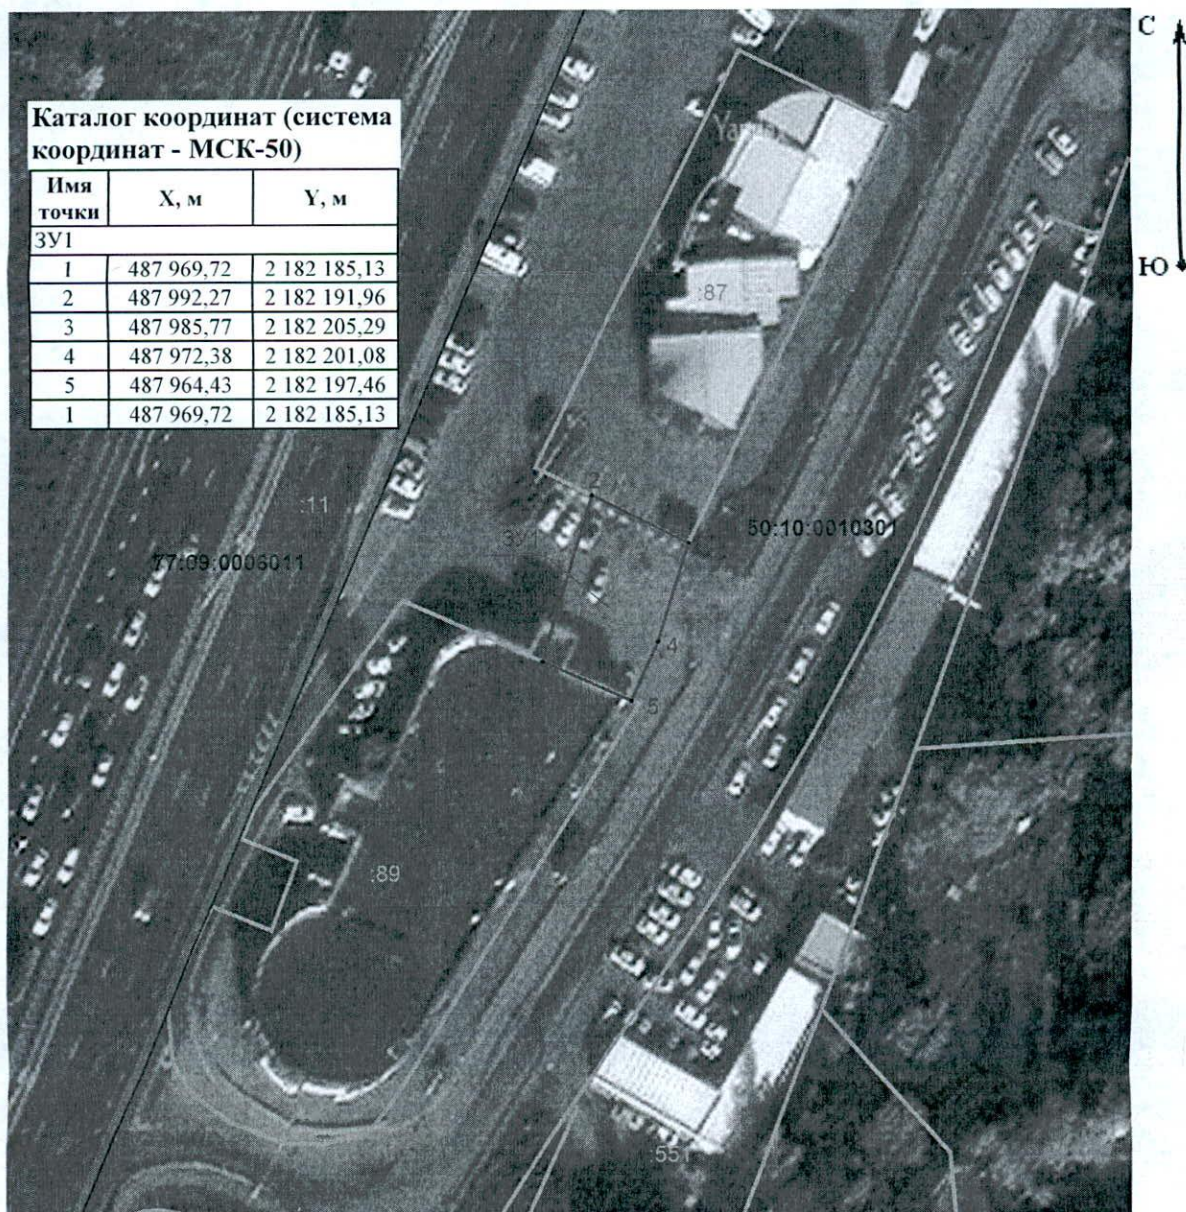 С
Ю
Каталог координат (система
координат - МСК-50)
Имя точки X, м Y, м
ЗУ1
1 487 969,72 2 182 185,13
2 487 992,27 2 182 191,96
3 487 985,77 2 182 205,29
4 487 972,38 2 182 201,08
5 487 964,43 2 182 197,46
1 487 969,72 2 182 185,13
:87
:11
2
ЗУ1
50:10:0010301
77:09:0006011
4
5
:89
:551